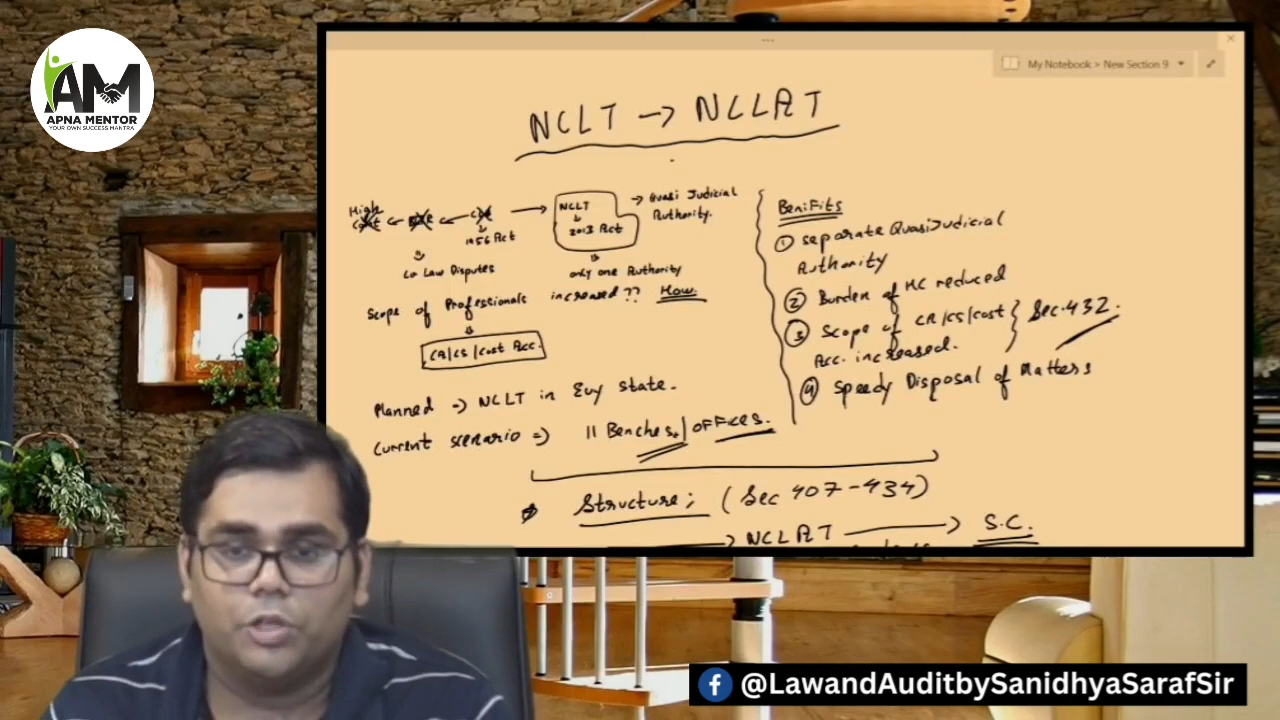 AM
APNA MENTOR
YOUR OWN SUCCESS MANTRA
My Notebook > New Section 9
NCLT → NCLAT
High
NCLT
2013 Act
→ Quasi Judicial
Authority.
1956 Act
Co Law Disputes
only one Authority
Scope of Professionals increased?? How
CA/CS/Cost Acc.
Planned → NCLT in Evy State.
Current scenario ⇒ 11 Benches/offices.
Benifits
① separate Quasi Judicial
Authority
② Burden of HC reduced
③ Scope of CA/CS/Cost } Sec. 432
Acc. increased.
④ Speedy Disposal of Matters
Structure; (Sec 407-434)
→ NCLAT → S.C.
@LawandAuditbySanidhyaSarafSir